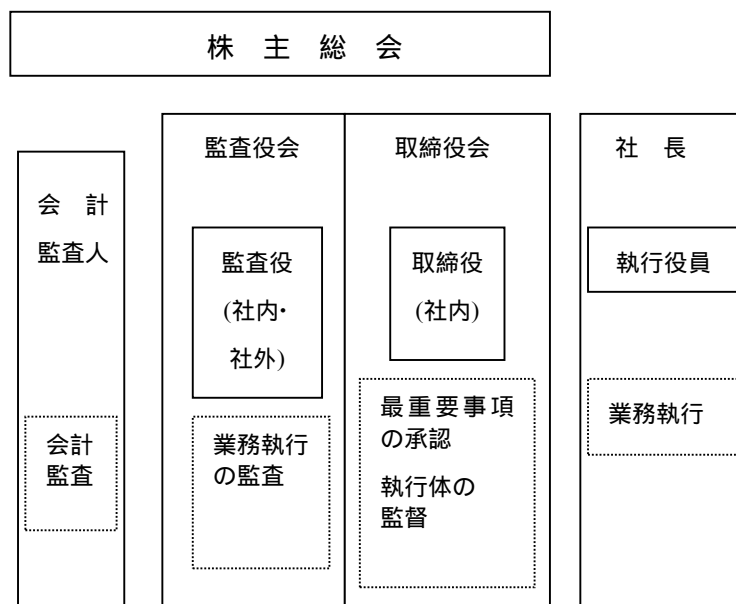 株 主 総 会
会 計
監査人
会計
監査
監査役会
監査役
(社内・
社外)
業務執行
の監査
取締役会
取締役
(社内)
最重要事項
の承認
執行体の
監督
社 長
執行役員
業務執行